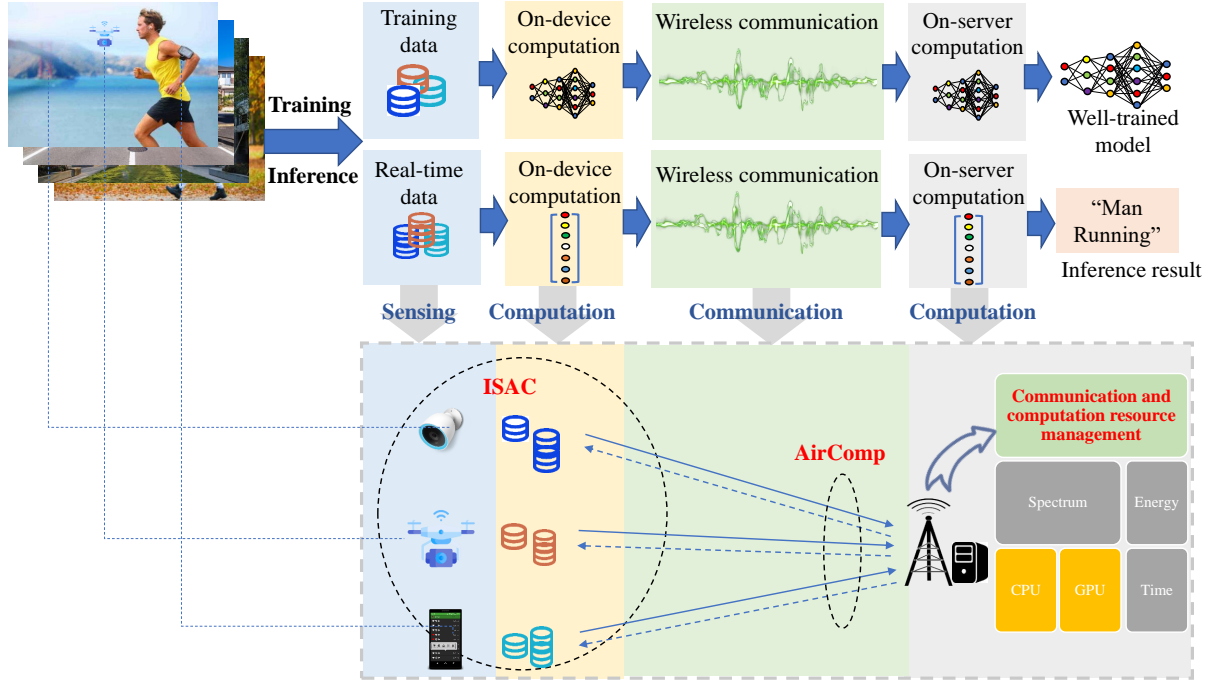 Training
data
On-device
computation
Wireless communication
On-server
computation
Training
Inference
Well-trained
model
Real-time
data
On-device
computation
Wireless communication
On-server
computation
“Man
Running”
Inference result
Sensing
Computation
Communication
Computation
ISAC
AirComp
Communication and
computation resource
management
Spectrum
Energy
CPU
GPU
Time